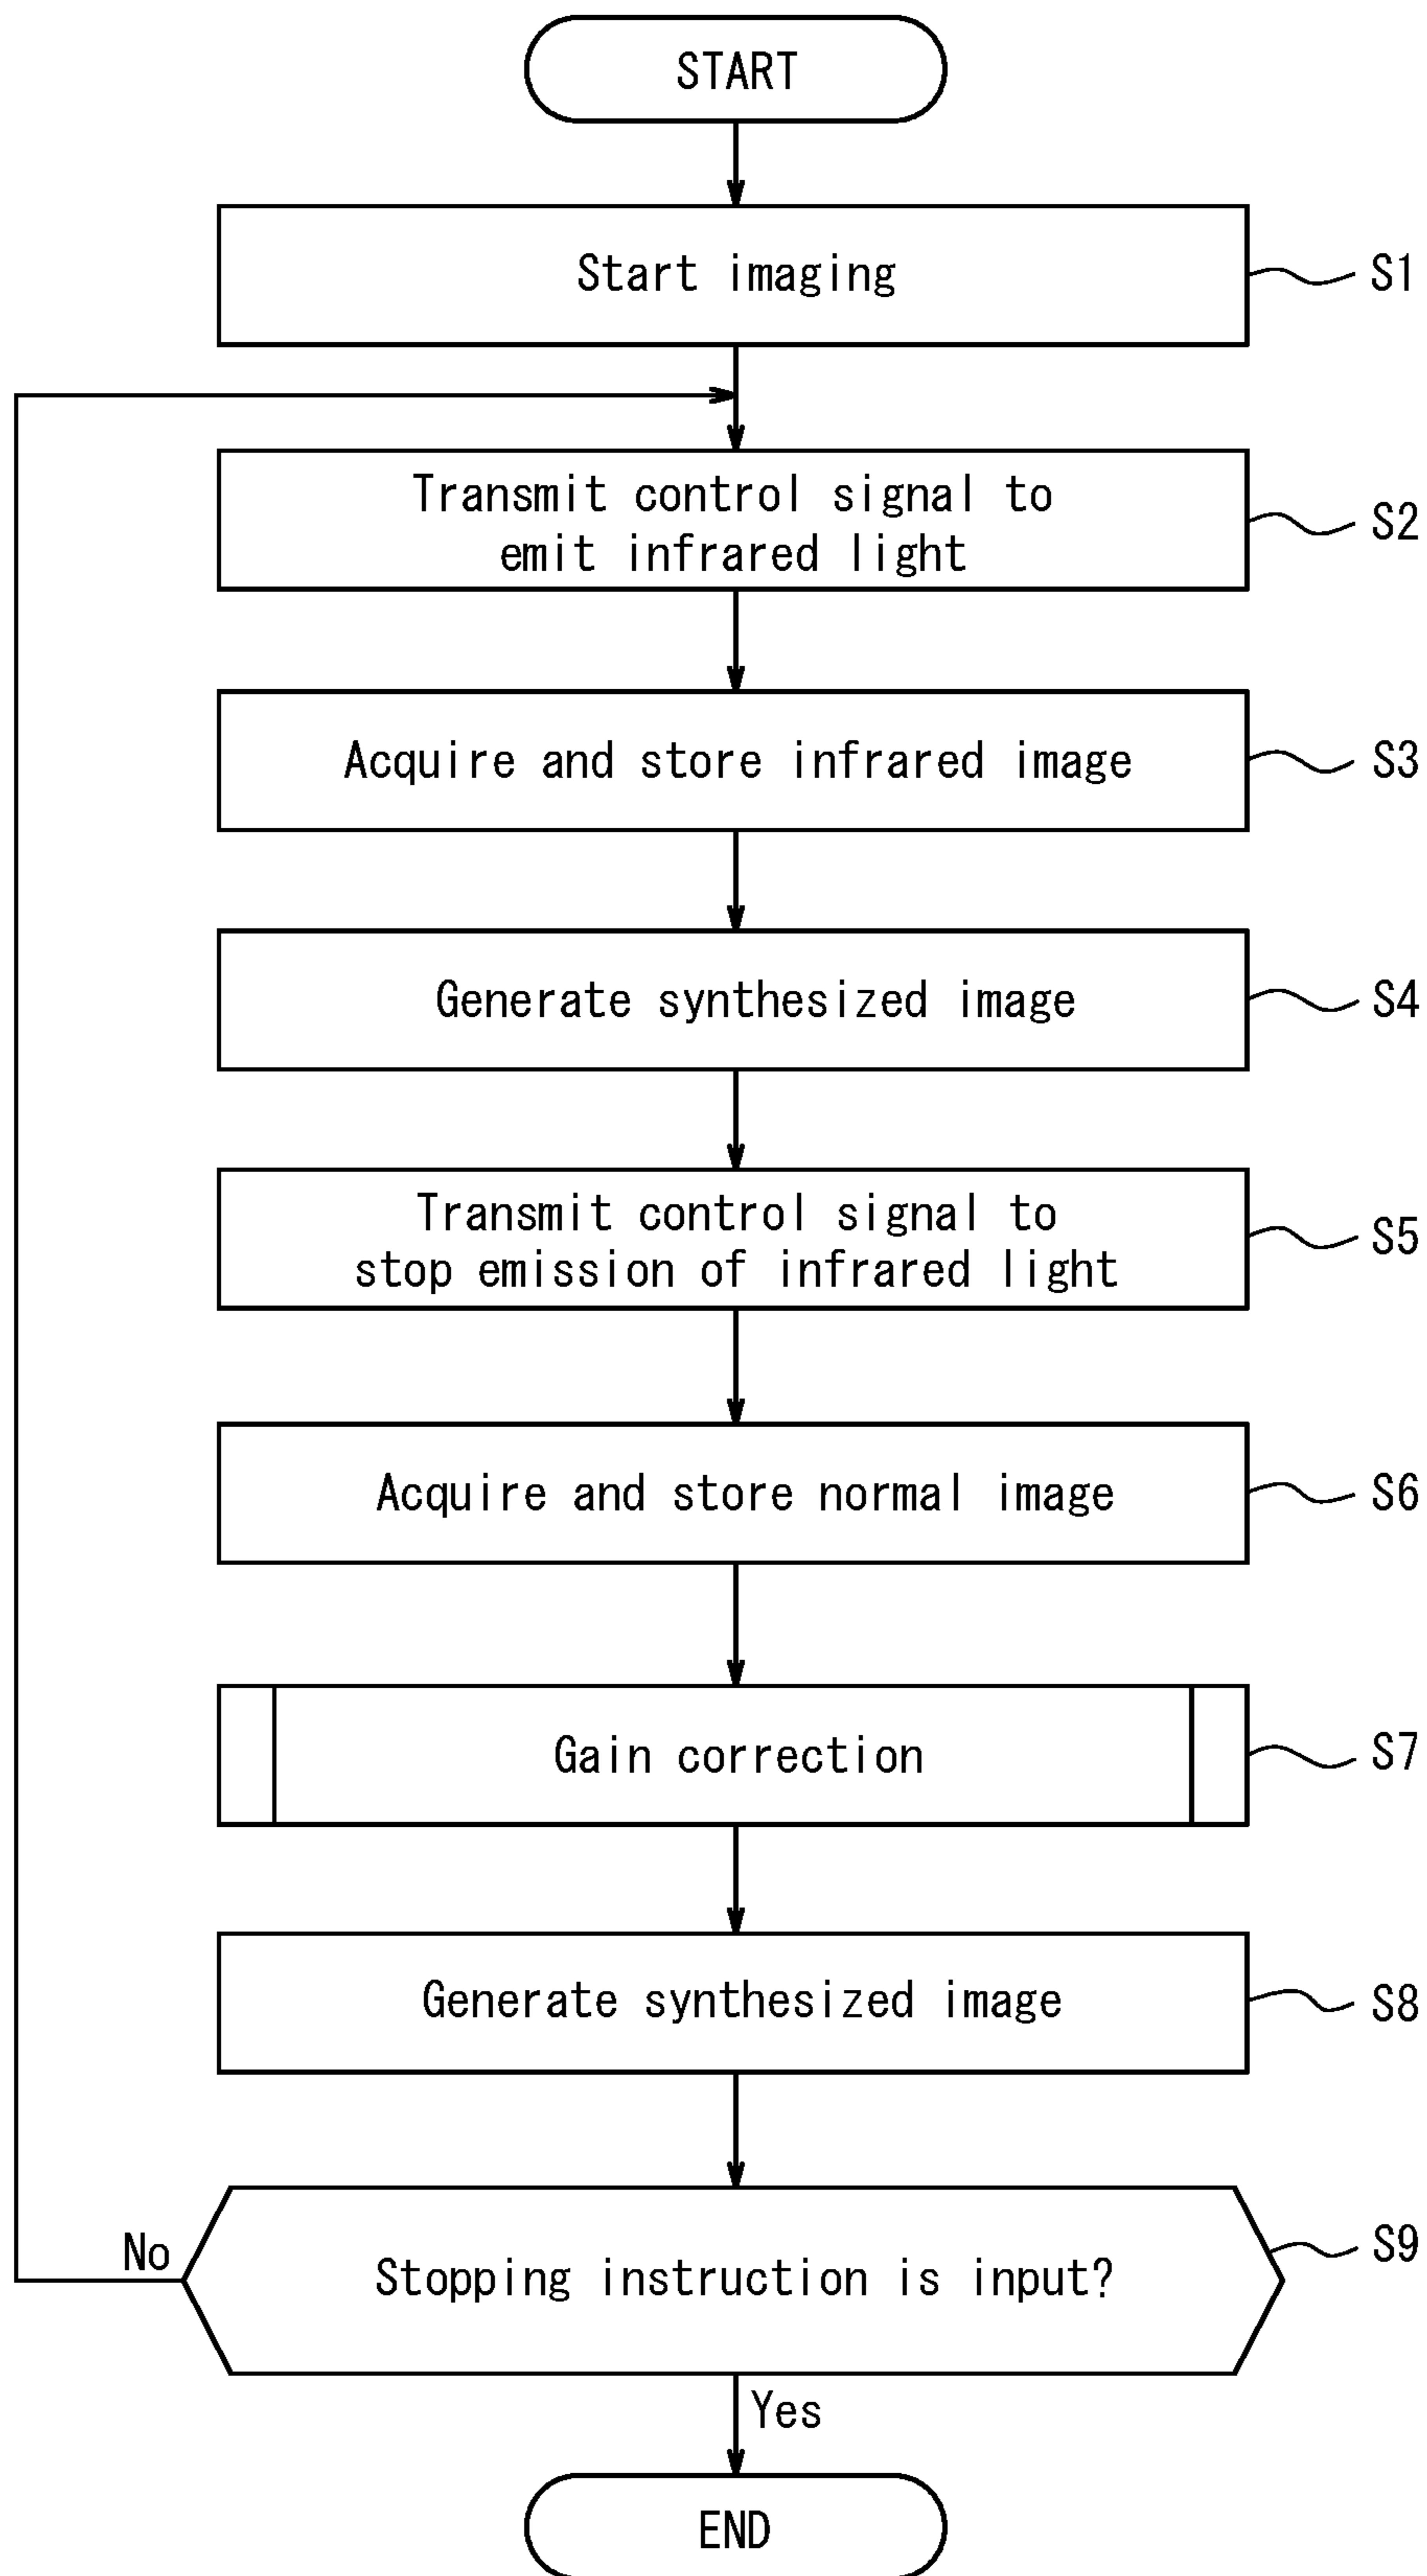 START
Start imaging
S1
Transmit control signal to
emit infrared light
S2
Acquire and store infrared image
S3
Generate synthesized image
S4
Transmit control signal to
stop emission of infrared light
S5
Acquire and store normal image
S6
Gain correction
S7
Generate synthesized image
S8
No
Stopping instruction is input?
S9
Yes
END